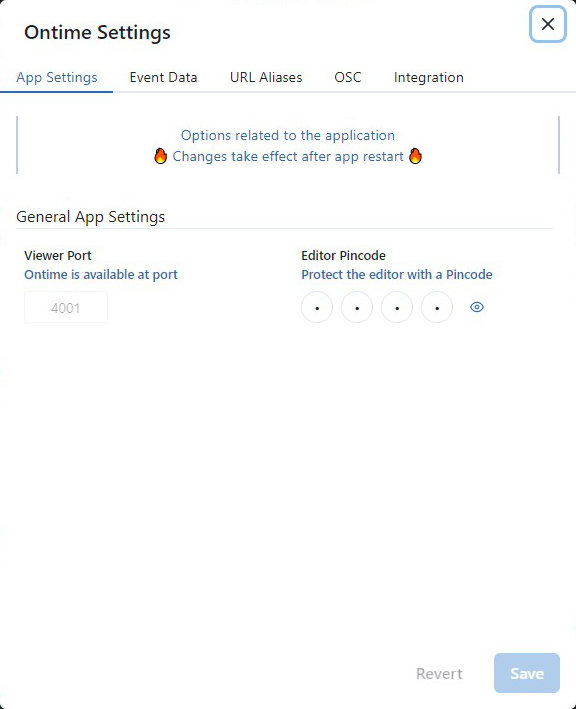 Ontime Settings
App Settings Event Data URL Aliases OSC Integration
Options related to the application
🔥 Changes take effect after app restart 🔥
General App Settings
Viewer Port
Ontime is available at port
4001
Editor Pincode
Protect the editor with a Pincode
Revert Save